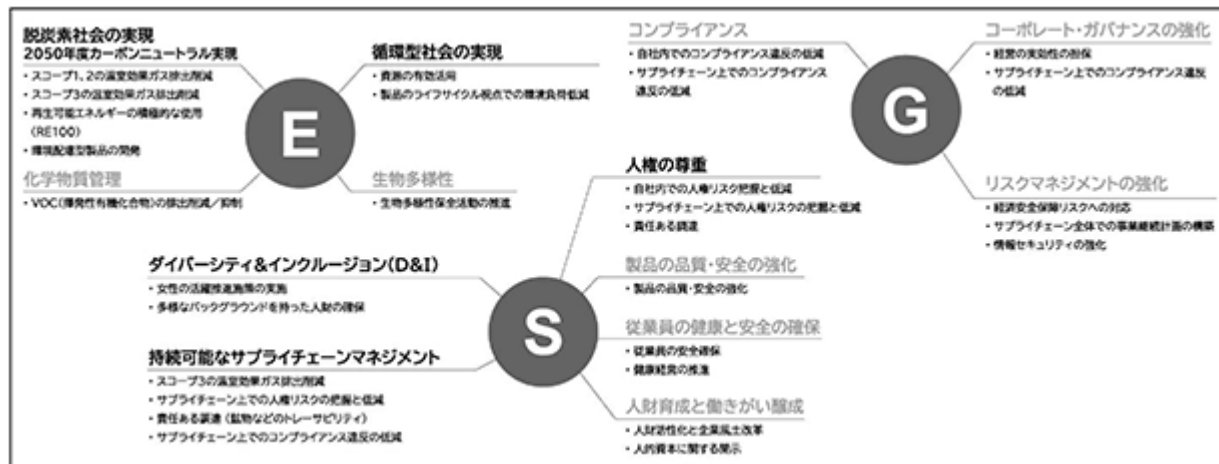 脱炭素社会の実現
2050年度カーボンニュートラル実現
・スコープ1、2の温室効果ガス排出削減
・スコープ3の温室効果ガス排出削減
・再生可能エネルギーの積極的な使用
（RE100）
・環境配慮型製品の開発
循環型社会の実現
・資源の有効活用
・製品のライフサイクル視点での環境負荷低減
E
化学物質管理
・VOC（揮発性有機化合物）の排出削減／抑制
生物多様性
・生物多様性保全活動の推進
コンプライアンス
・自社内でのコンプライアンス違反の低減
・サプライチェーン上でのコンプライアンス
違反の低減
コーポレート・ガバナンスの強化
・経営の実効性の担保
・サプライチェーン上でのコンプライアンス違反
の低減
G
リスクマネジメントの強化
・経済安全保障リスクへの対応
・サプライチェーン全体での事業継続計画の構築
・情報セキュリティの強化
人権の尊重
・自社内での人権リスク把握と低減
・サプライチェーン上での人権リスクの把握と低減
・責任ある調達
ダイバーシティ&インクルージョン（D&I）
・女性の活躍推進施策の実施
・多様なバックグラウンドを持った人財の確保
S
持続可能なサプライチェーンマネジメント
・スコープ3の温室効果ガス排出削減
・サプライチェーン上での人権リスクの把握と低減
・責任ある調達（鉱物などのトレーサビリティ）
・サプライチェーン上でのコンプライアンス違反の低減
製品の品質・安全の強化
・製品の品質・安全の強化
従業員の健康と安全の確保
・従業員の安全確保
・健康経営の推進
人財育成と働きがい醸成
・人財活性化と企業風土改革
・人的資本に関する開示